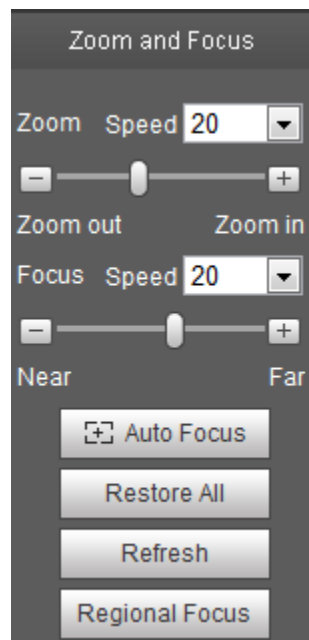 Zoom and Focus
Zoom Speed 20
Zoom out Zoom in
Focus Speed 20
Near Far
Auto Focus
Restore All
Refresh
Regional Focus